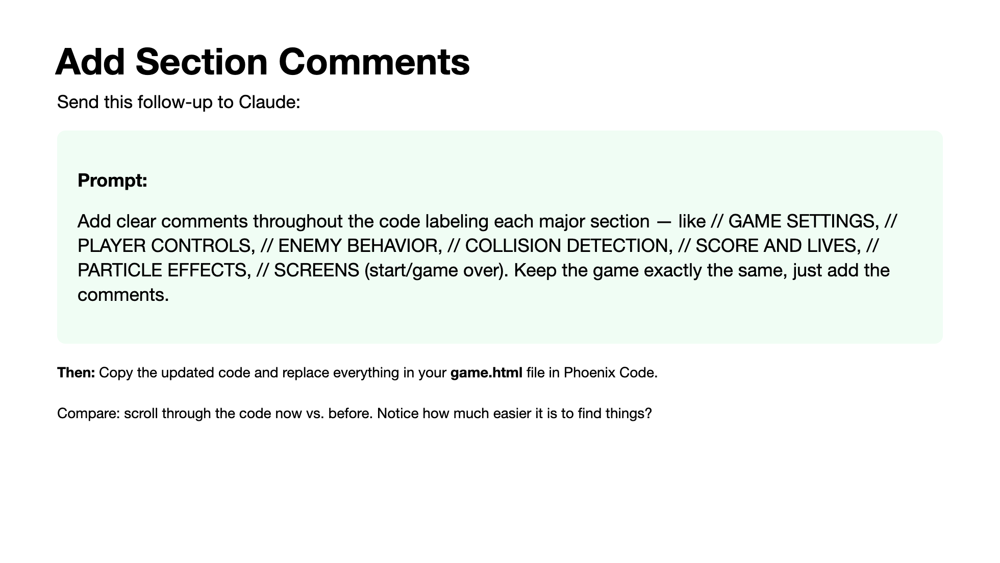 Add Section Comments
Send this follow-up to Claude:
Prompt:
Add clear comments throughout the code labeling each major section — like // GAME SETTINGS, //
PLAYER CONTROLS, // ENEMY BEHAVIOR, // COLLISION DETECTION, // SCORE AND LIVES, //
PARTICLE EFFECTS, // SCREENS (start/game over). Keep the game exactly the same, just add the
comments.
Then: Copy the updated code and replace everything in your game.html file in Phoenix Code.
Compare: scroll through the code now vs. before. Notice how much easier it is to find things?